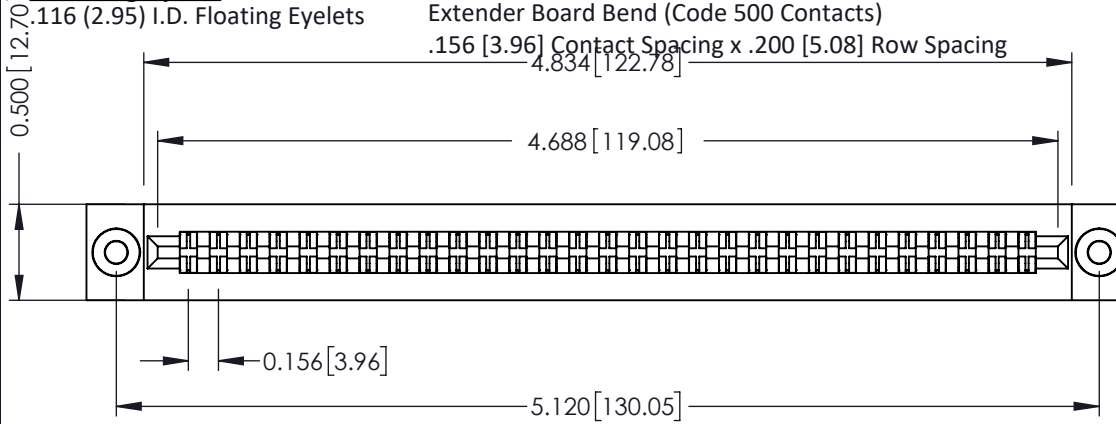 .116 (2.95) I.D. Floating Eyelets
Extender Board Bend (Code 500 Contacts)
.156 [3.96] Contact Spacing x .200 [5.08] Row Spacing
0.500 [12.70]
4.834[122.78]
4.688[119.08]
0.156[3.96]
5.120[130.05]